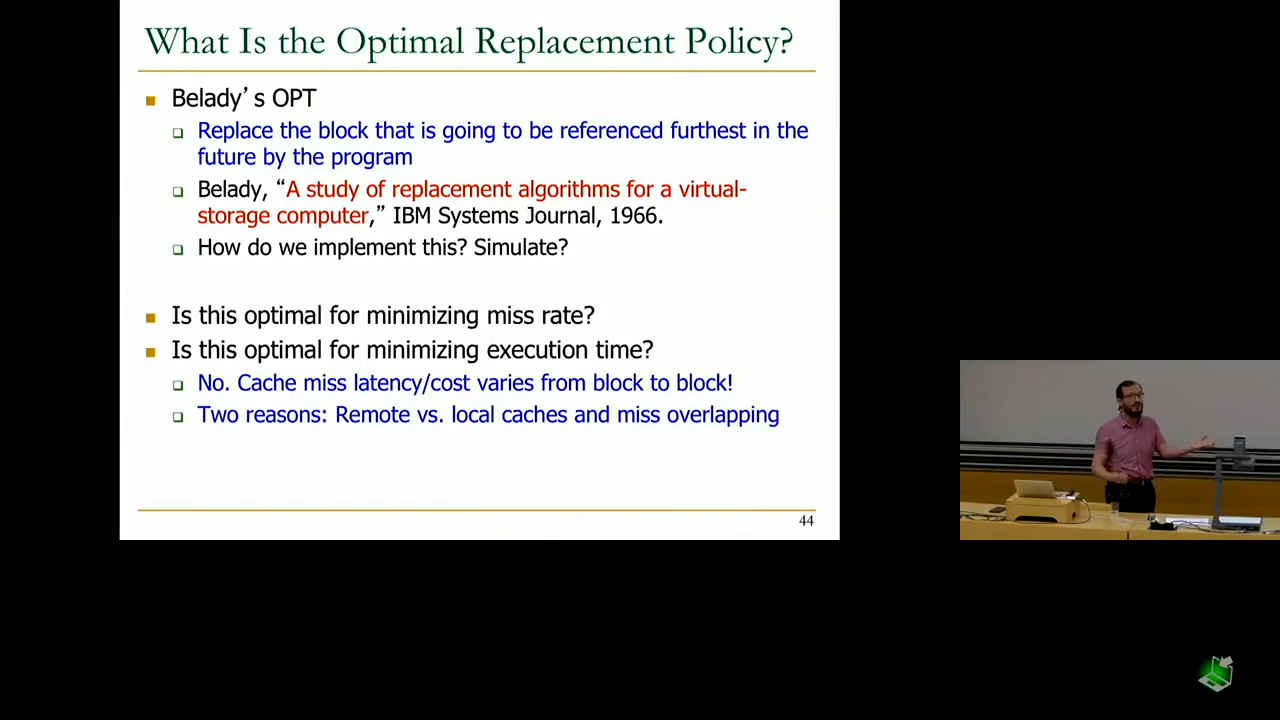 What Is the Optimal Replacement Policy?
Belady's OPT
Replace the block that is going to be referenced furthest in the
future by the program
Belady, “A study of replacement algorithms for a virtual-
storage computer,” IBM Systems Journal, 1966.
How do we implement this? Simulate?
Is this optimal for minimizing miss rate?
Is this optimal for minimizing execution time?
No. Cache miss latency/cost varies from block to block!
Two reasons: Remote vs. local caches and miss overlapping
44